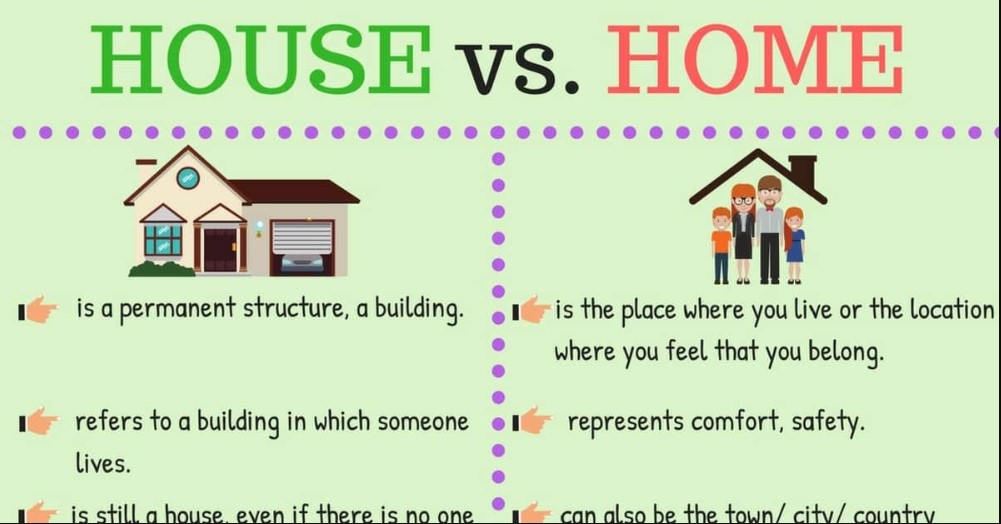 HOUSE vs. HOME
is a permanent structure, a building.
refers to a building in which someone
lives.
is still a house, even if there is no one
is the place where you live or the location
where you feel that you belong.
represents comfort, safety.
can also be the town/ city/ country